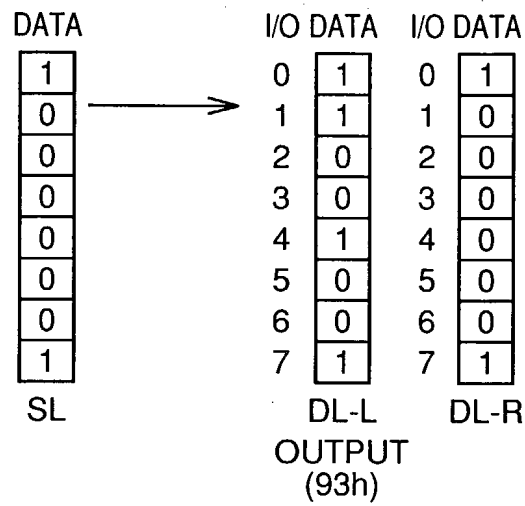 DATA I/O DATA I/O DATA
1 0 1 0 1
0 1 1 1 0
0 2 0 2 0
0 3 0 3 0
0 4 1 4 0
0 5 0 5 0
0 6 0 6 0
1 7 1 7 1
SL DL-L DL-R
OUTPUT
(93h)